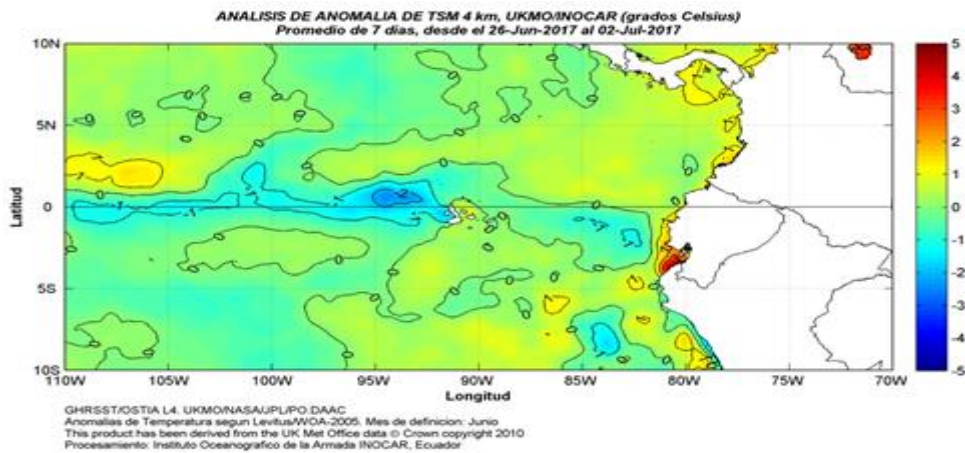 ANALISIS DE ANOMALIA DE TSM 4 km, UKMO/INOCAR (grados Celsius)
Promedio de 7 días, desde el 26-Jun-2017 al 02-Jul-2017
10N
5N
0
5S
10S
Latitud
110W 105W 100W 95W 90W 85W 80W 75W 70W
Longitud
5
4
3
2
1
0
-1
-2
-3
-4
-5
GHRSST/OSTIA L4. UKMO/NASA/JPL/PO.DAAC
Anomalias de Temperatura segun Levitus/WOA-2005. Mes de definicion: Junio
This product has been derived from the UK Met Office data © Crown copyright 2010
Procesamiento: Instituto Oceanografico de la Armada INOCAR, Ecuador